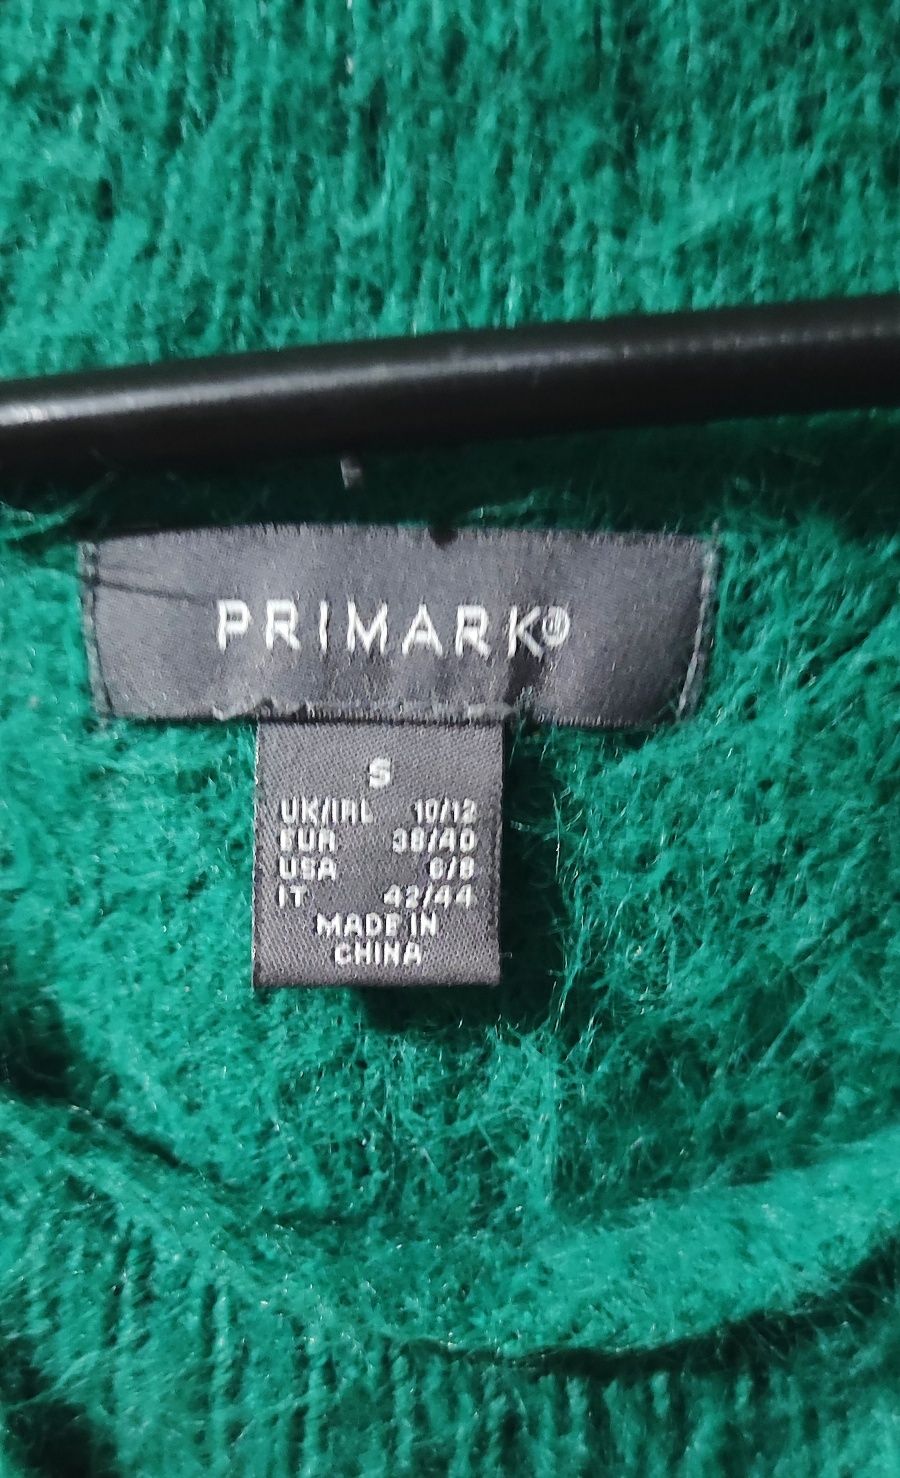 PRIMARK®
S
UK/IRL 10/12
EUR 38/40
USA 6/8
IT 42/44
MADE IN
CHINA